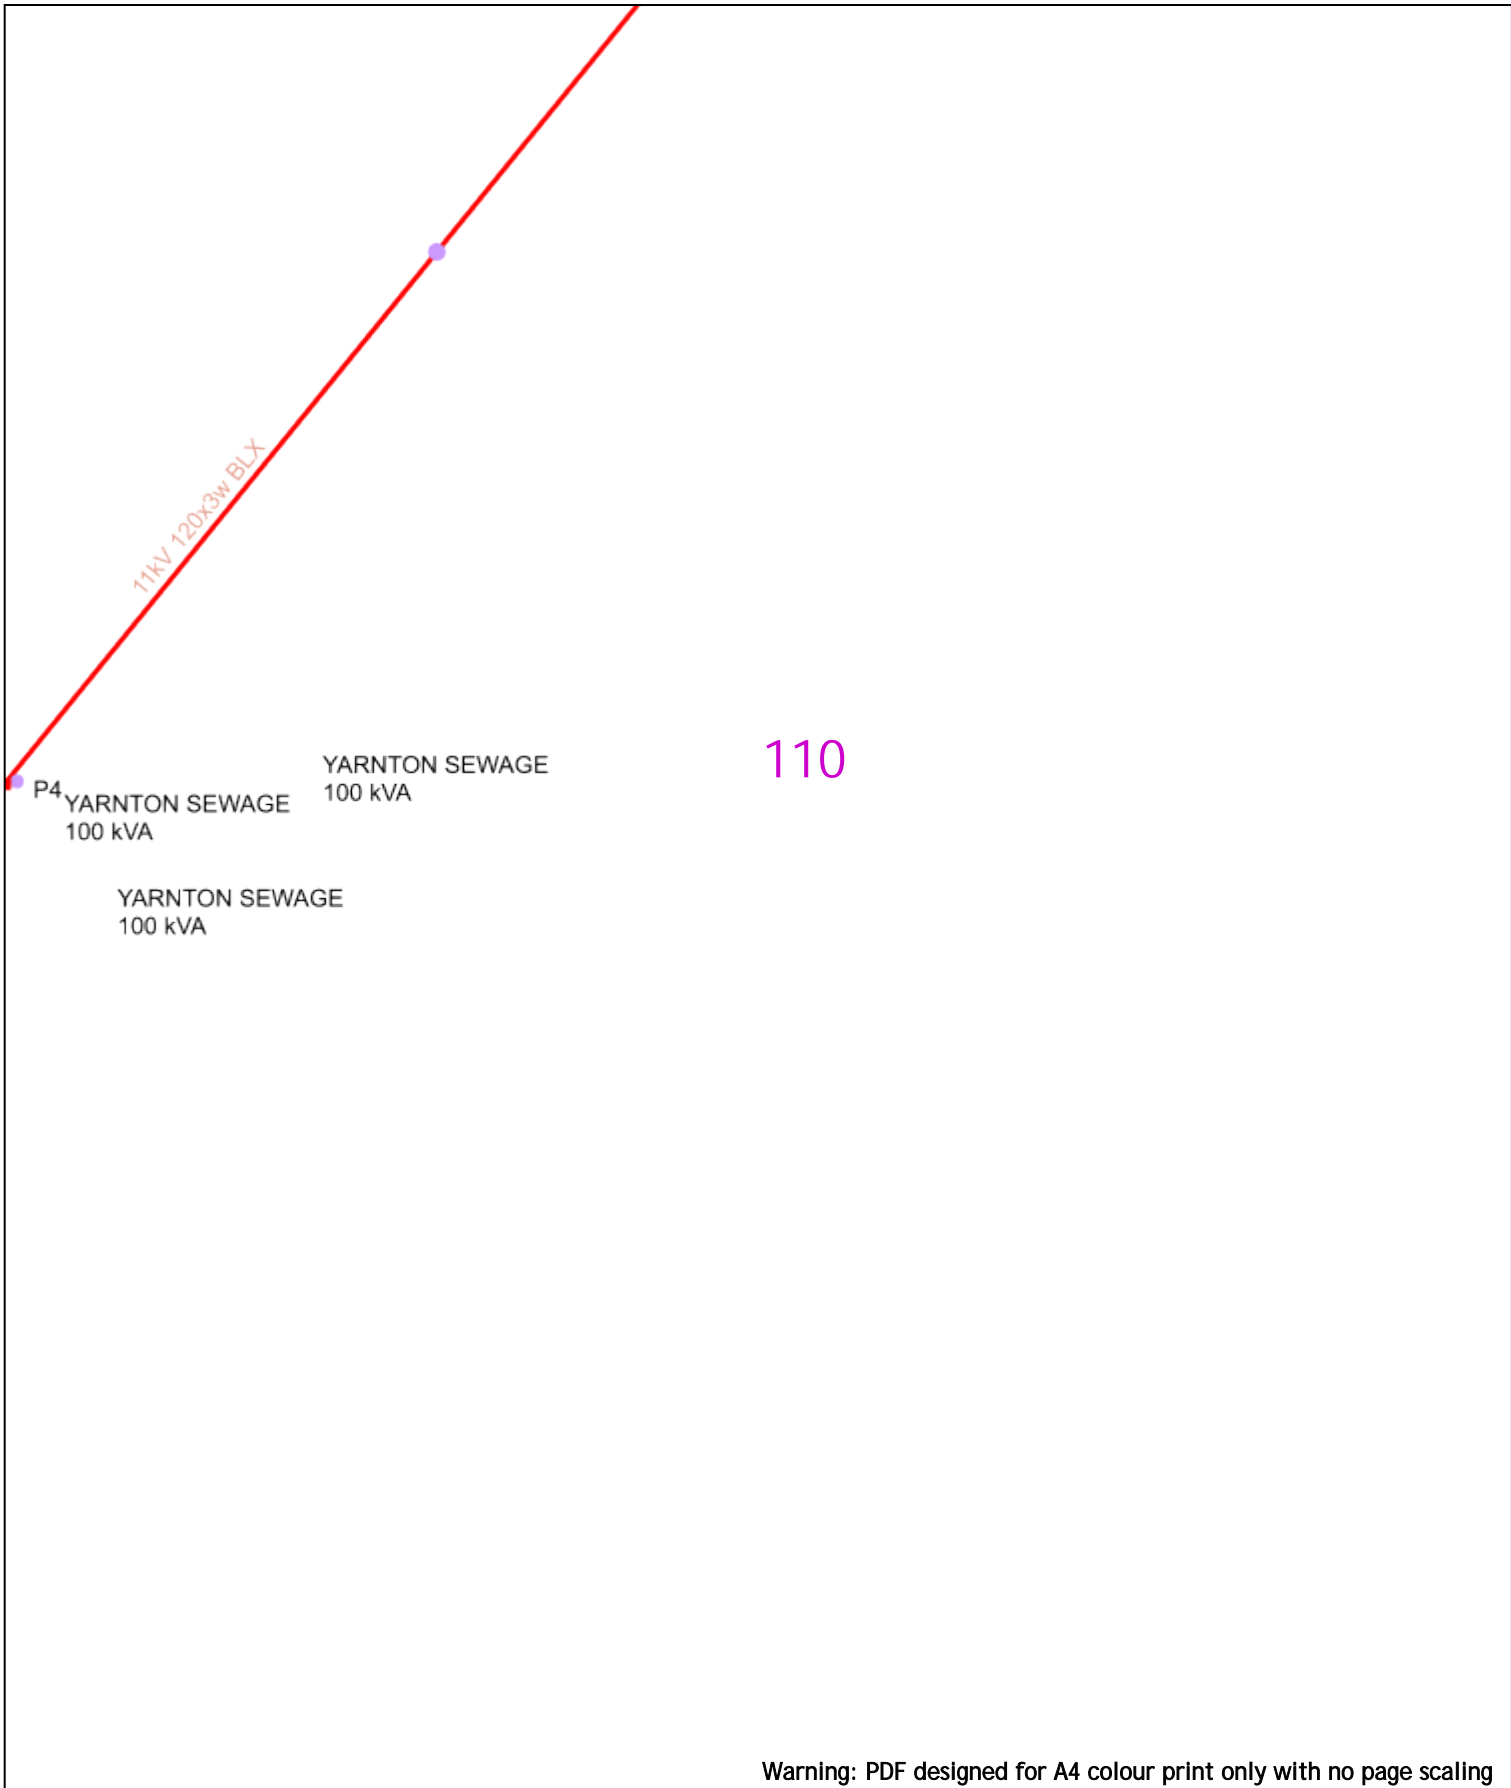 11kV 120x3w BLX
YARNTON SEWAGE
100 kVA
110
P4
YARNTON SEWAGE
100 kVA
YARNTON SEWAGE
100 kVA
Warning: PDF designed for A4 colour print only with no page scaling